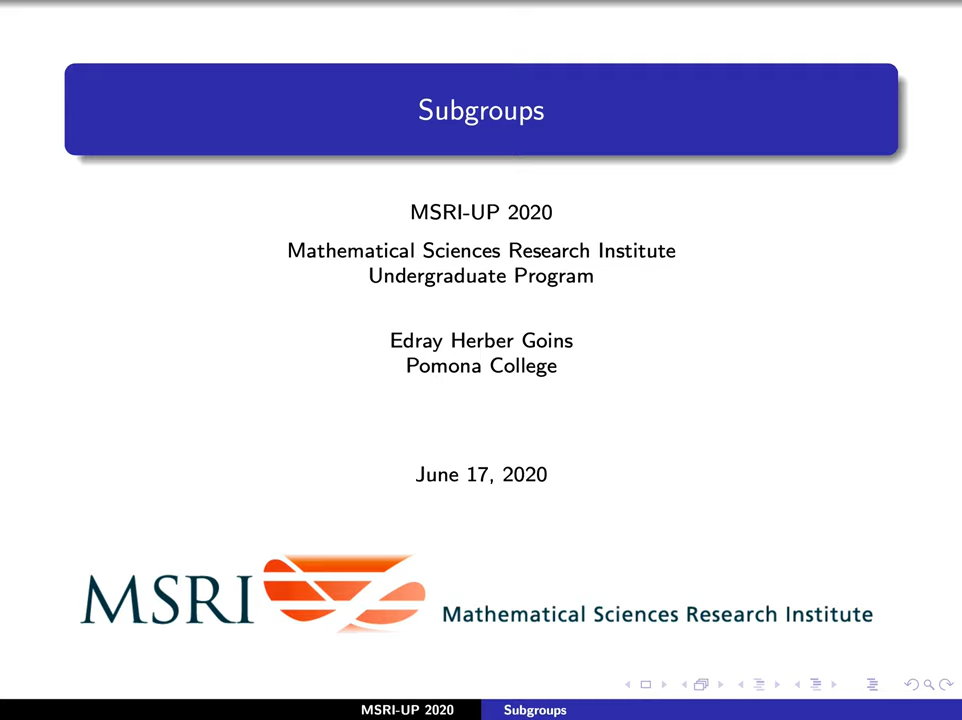 Subgroups
MSRI-UP 2020
Mathematical Sciences Research Institute
Undergraduate Program
Edray Herber Goins
Pomona College
June 17, 2020
MSRI
Mathematical Sciences Research Institute
MSRI-UP 2020 Subgroups